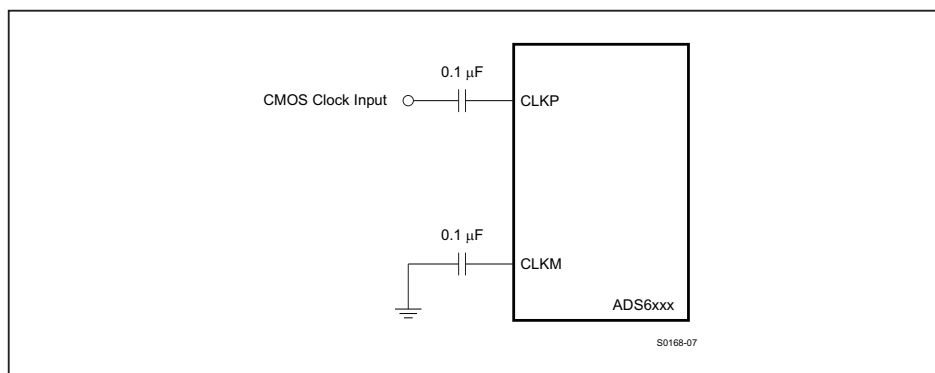 0.1 μF
CMOS Clock Input
CLKP
0.1 μF
CLKM
ADS6xxx
S0168-07